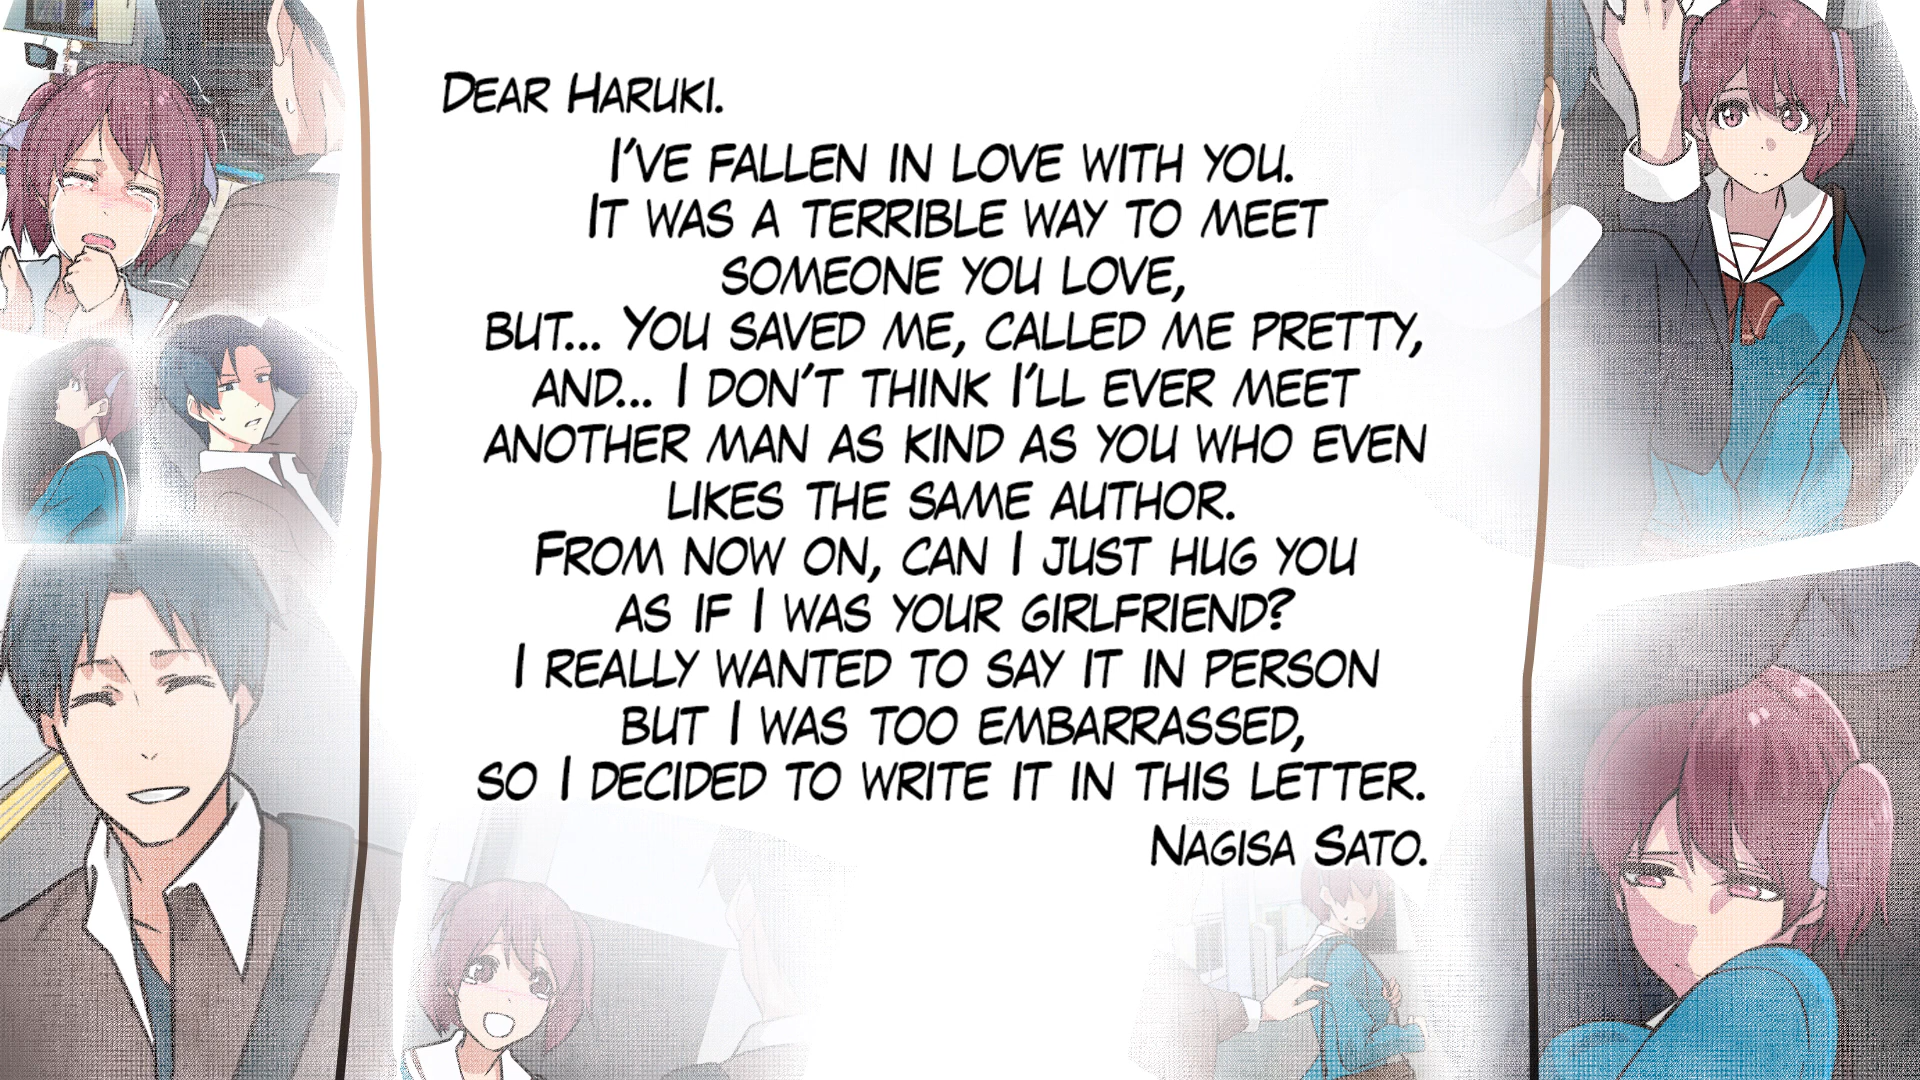 DEAR HARUKI.
I'VE FALLEN IN LOVE WITH YOU.
IT WAS A TERRIBLE WAY TO MEET
SOMEONE YOU LOVE,
BUT... YOU SAVED ME, CALLED ME PRETTY,
AND... I DON'T THINK I'LL EVER MEET
ANOTHER MAN AS KIND AS YOU WHO EVEN
LIKES THE SAME AUTHOR.
FROM NOW ON, CAN I JUST HUG YOU
AS IF I WAS YOUR GIRLFRIEND?
I REALLY WANTED TO SAY IT IN PERSON
BUT I WAS TOO EMBARRASSED,
SO I DECIDED TO WRITE IT IN THIS LETTER.
NAGISA SATO.